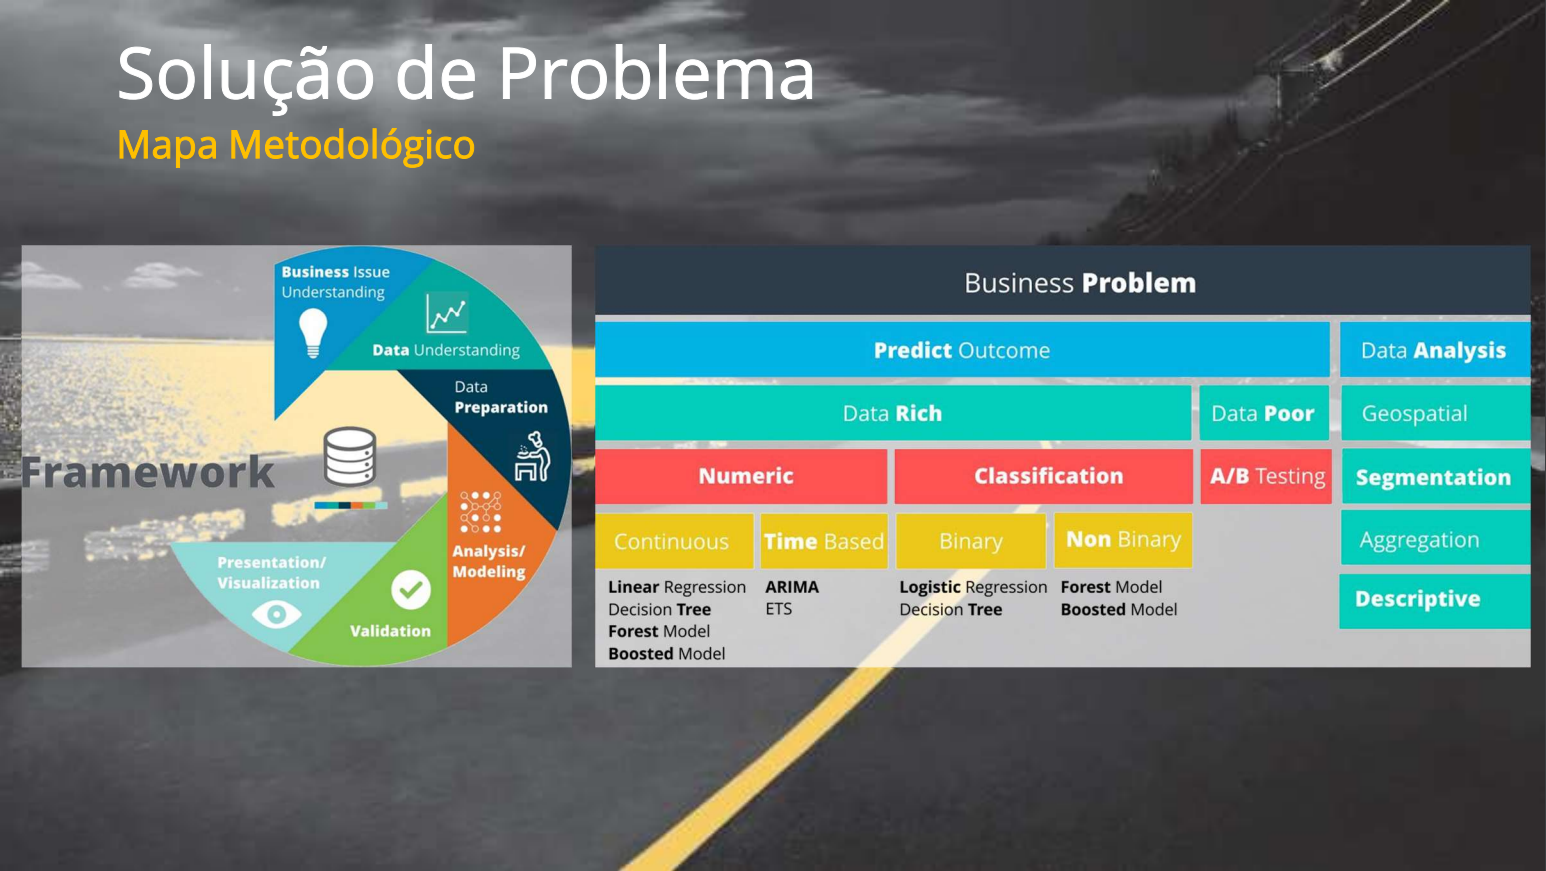 Solução de Problema
Mapa Metodológico
Framework
Business Issue
Understanding
Data Understanding
Data
Preparation
Analysis/
Modeling
Validation
Presentation/
Visualization
Business Problem
Predict Outcome
Data Analysis
Data Rich
Data Poor
Geospatial
Numeric
Classification
A/B Testing
Segmentation
Continuous
Time Based
Binary
Non Binary
Aggregation
Linear Regression
Decision Tree
Forest Model
Boosted Model
ARIMA
ETS
Logistic Regression
Decision Tree
Forest Model
Boosted Model
Descriptive